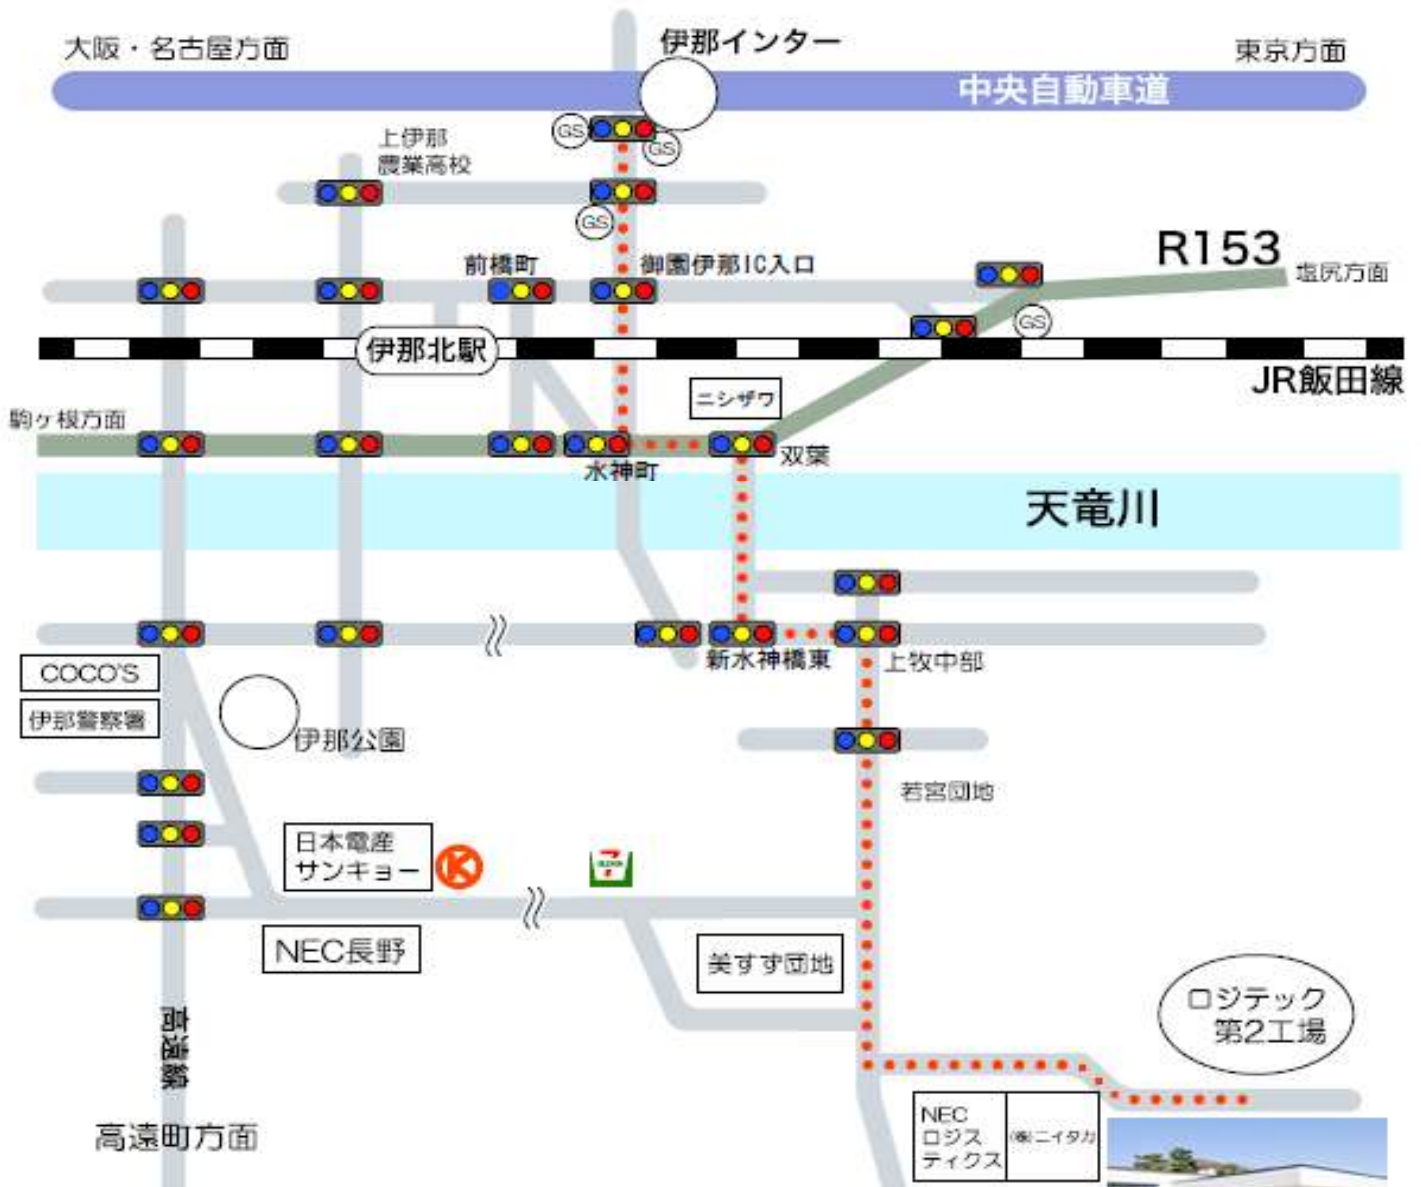 大阪・名古屋方面
伊那インター
東京方面
中央自動車道
GS
GS
上伊那
農業高校
GS
R153
塩尻方面
前橋町
御園伊那IC入口
GS
伊那北駅
JR飯田線
ニシザワ
駒ヶ根方面
双葉
水神町
天竜川
新水神橋東
上牧中部
COCO'S
伊那警察署
伊那公園
若宮団地
日本電産
サンキョー
K
7
ELEVEN
NEC長野
美すず団地
ロジテック
第2工場
高遠線
高遠町方面
NEC
ロジス
ティクス
㈱ニイタカ